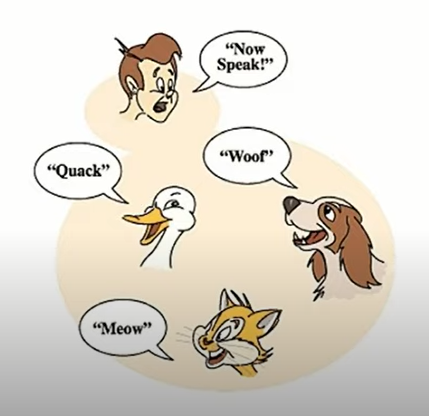 “Now
Speak!”
“Quack”
“Woof”
“Meow”